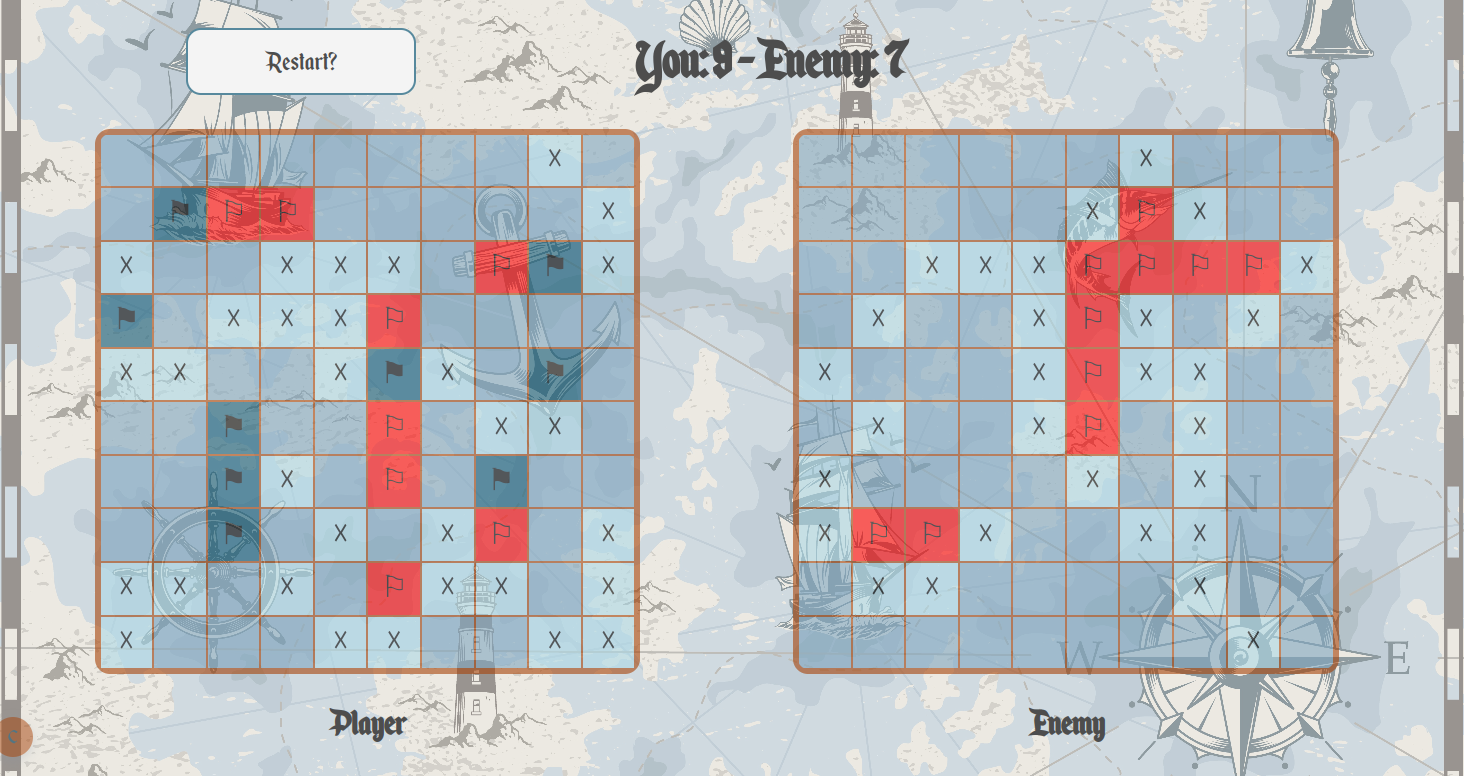 Restart?
You: 9 - Enemy: 7
X X
X X X
X X X X X X X X X
X X X X X X X
X X X X X X X X
X X X X X
X X X X
N
X X X X X X X
X X X X X X X X X
X X X X X X
W E
Player Enemy